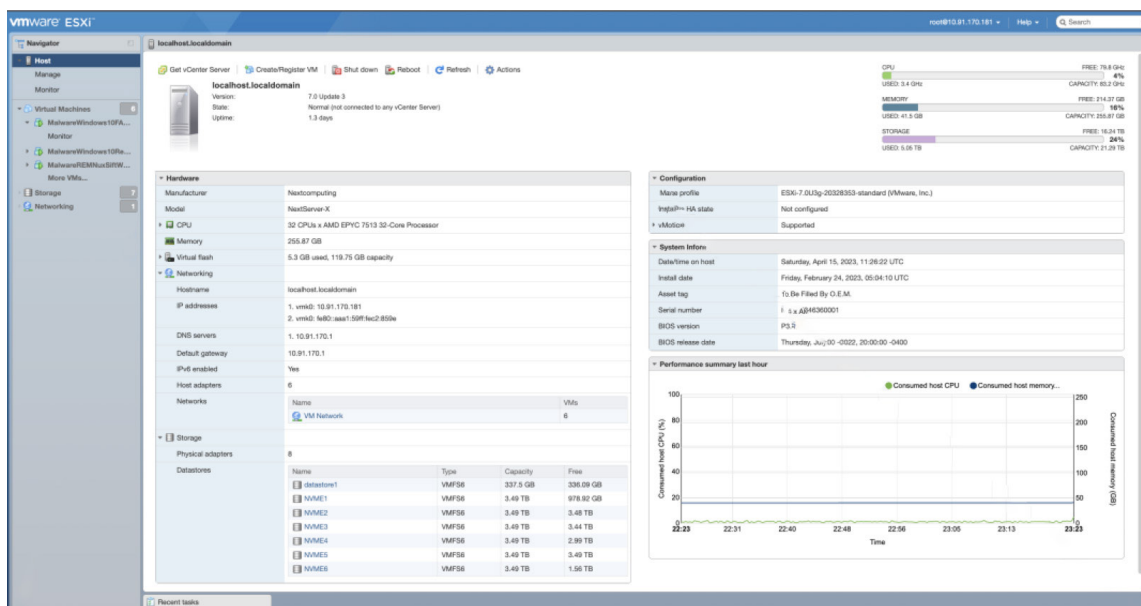 vmware ESXi
root@10.91.170.181
Help
Search
Navigator
Host
Manage
Monitor
Virtual Machines
6
MalwareWindows10FA...
Monitor
MalwareWindows10Re...
MalwareREMNuxSiftW...
More VMs...
Storage
7
Networking
1
localhost.localdomain
Get vCenter Server
Create/Register VM
Shut down
Reboot
Refresh
Actions
localhost.localdomain
Version: 7.0 Update 3
State: Normal (not connected to any vCenter Server)
Uptime: 1.3 days
CPU FREE: 79.8 GHz
4%
USED: 3.4 GHz CAPACITY: 83.2 GHz
MEMORY FREE: 214.37 GB
16%
USED: 41.5 GB CAPACITY: 255.87 GB
STORAGE FREE: 16.24 TB
24%
USED: 5.05 TB CAPACITY: 21.29 TB
Hardware
Manufacturer Nextcomputing
Model NextServer-X
CPU 32 CPUs x AMD EPYC 7513 32-Core Processor
Memory 255.87 GB
Virtual flash 5.3 GB used, 119.75 GB capacity
Networking
Hostname localhost.localdomain
IP addresses 1. vmk0: 10.91.170.181
2. vmk0: fe80::aaa1:59ff:fec2:859e
DNS servers 1. 10.91.170.1
Default gateway 10.91.170.1
IPv6 enabled Yes
Host adapters 6
Networks Name VMs
VM Network 6
Storage
Physical adapters 8
Datastores Name Type Capacity Free
datastore1 VMFS6 337.5 GB 336.09 GB
NVME1 VMFS6 3.49 TB 978.92 GB
NVME2 VMFS6 3.49 TB 3.48 TB
NVME3 VMFS6 3.49 TB 3.44 TB
NVME4 VMFS6 3.49 TB 2.99 TB
NVME5 VMFS6 3.49 TB 3.49 TB
NVME6 VMFS6 3.49 TB 1.56 TB
Configuration
profile ESXi-7.0U3g-20328353-standard (VMware, Inc.)
HA state Not configured
vMotion Supported
System
Date/time on host Saturday, April 15, 2023, 11:26:22 UTC
Install date Friday, February 24, 2023, 05:04:10 UTC
Asset tag Be Filled By O.E.M.
Serial number
BIOS version
BIOS release date Thursday, 20:00:00 -0400
Performance summary last hour
Consumed host CPU
Consumed host memory...
Consumed host CPU (%)
100
80
60
40
20
0
Consumed host memory (GB)
250
200
150
100
50
0
22:23
22:31
22:40
22:48
22:56
23:05
23:13
23:23
Time
Recent tasks